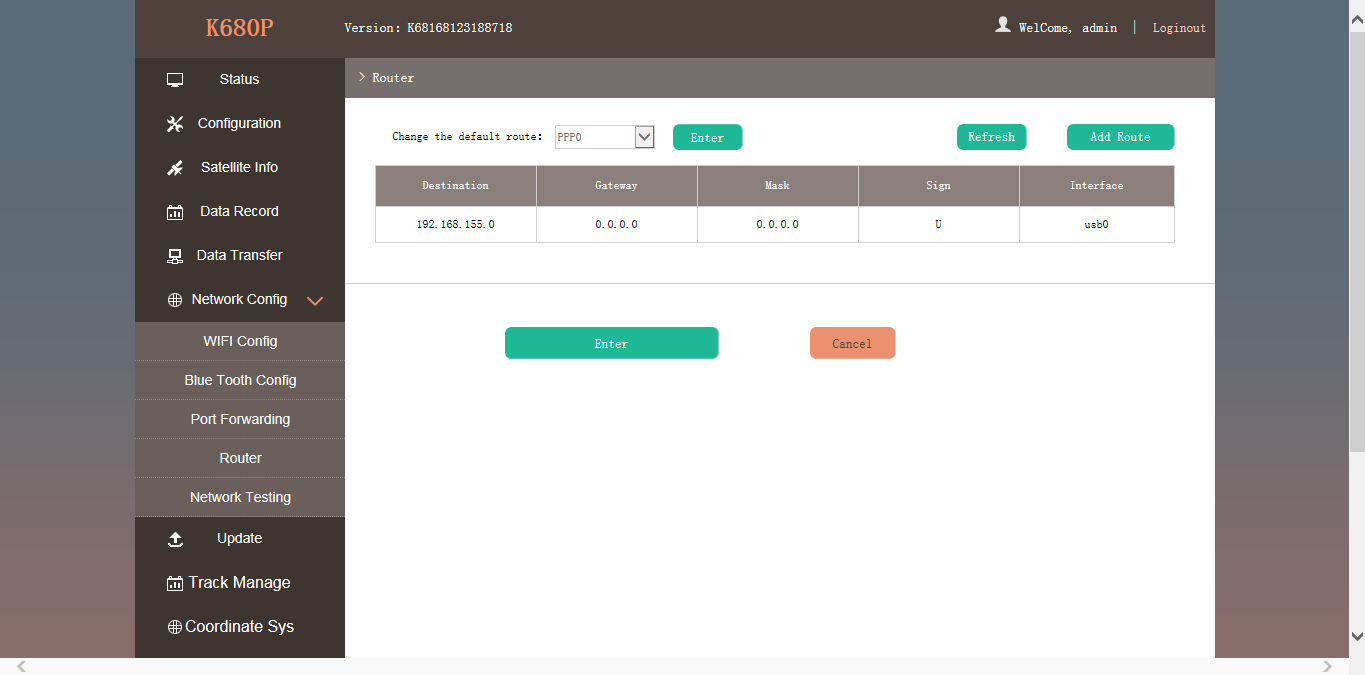 K680P
Version: K68168123188718
WelCome, admin | Loginout
Status
Configuration
Satellite Info
Data Record
Data Transfer
Network Config
WIFI Config
Blue Tooth Config
Port Forwarding
Router
Network Testing
Update
Track Manage
Coordinate Sys
> Router
Change the default route: PPP0 Enter Refresh Add Route
Destination Gateway Mask Sign Interface
192.168.155.0 0.0.0.0 0.0.0.0 U usb0
Enter Cancel